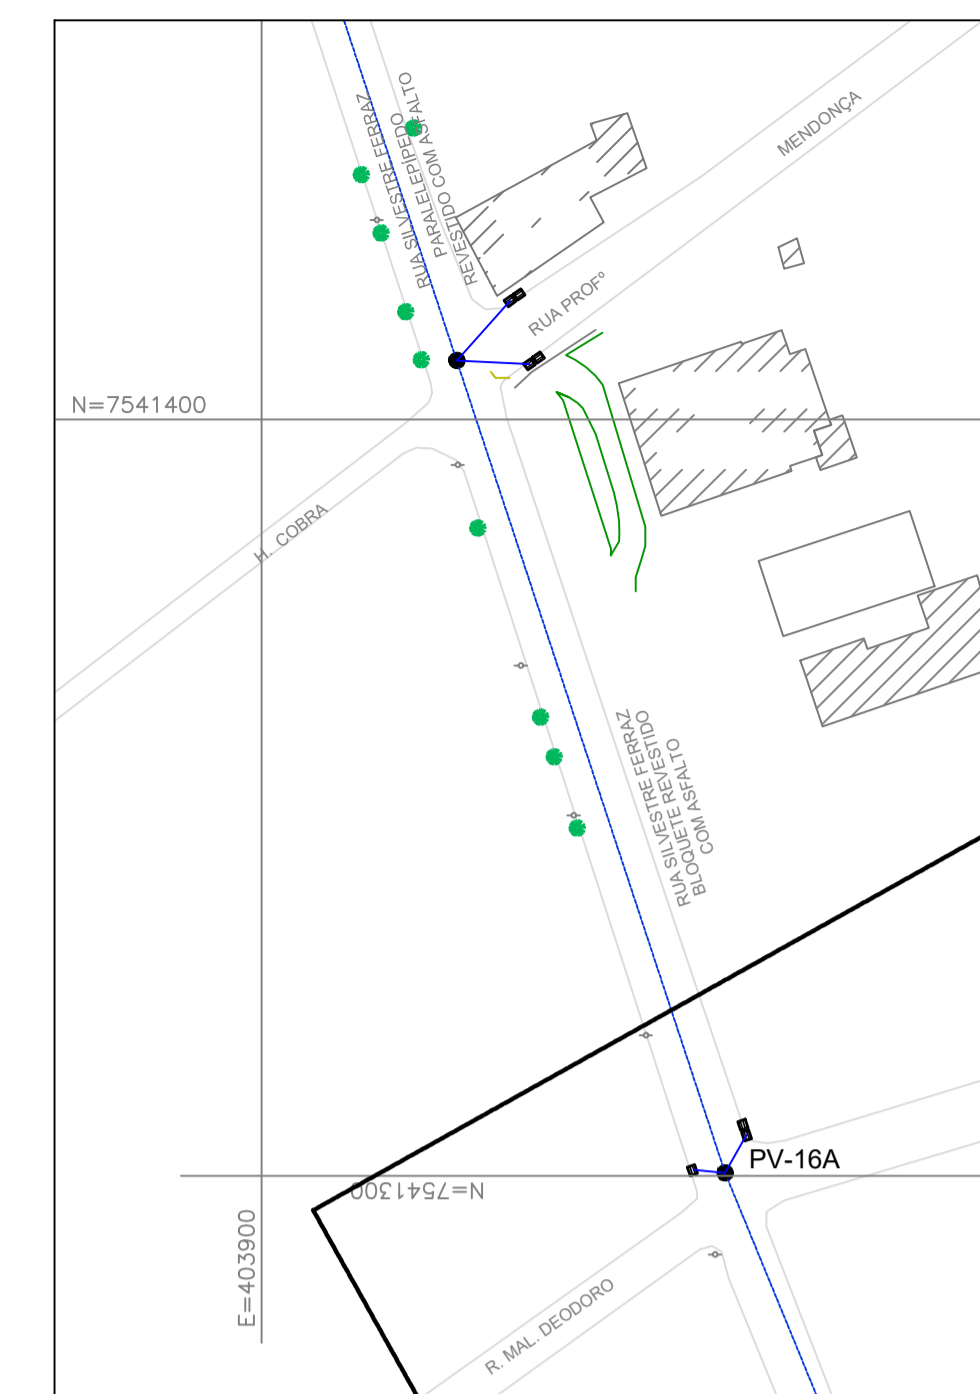 RUA SILVESTRE FERRAZ
PARALELEPÍPEDO
REVESTIDO COM ASFALTO
MENDONÇA
RUA PROFº
N=7541400
H. COBRA
RUA SILVESTRE FERRAZ
BLOQUETE REVESTIDO
COM ASFALTO
PV-16A
N=7541300
E=403900
R. MAL. DEODORO